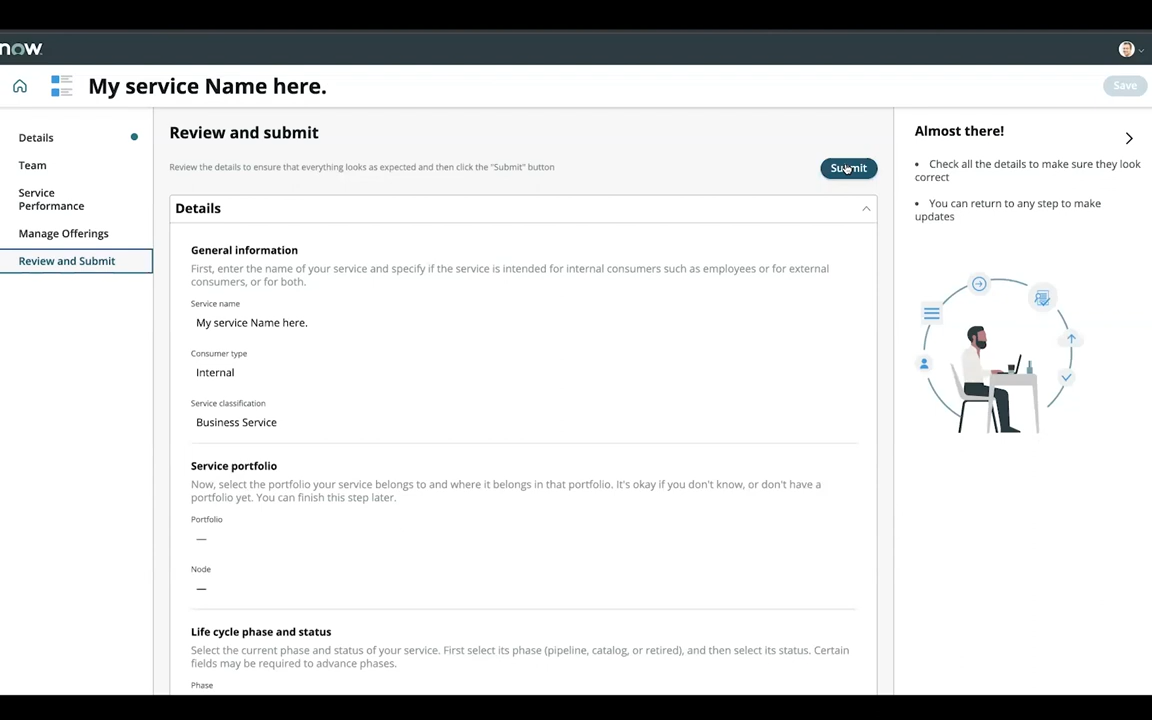 now
My service Name here.
Save
Details
Team
Service
Performance
Manage Offerings
Review and Submit
Review and submit
Review the details to ensure that everything looks as expected and then click the "Submit" button
Submit
Details
General information
First, enter the name of your service and specify if the service is intended for internal consumers such as employees or for external
consumers, or for both.
Service name
My service Name here.
Consumer type
Internal
Service classification
Business Service
Service portfolio
Now, select the portfolio your service belongs to and where it belongs in that portfolio. It's okay if you don't know, or don't have a
portfolio yet. You can finish this step later.
Portfolio
—
Node
—
Life cycle phase and status
Select the current phase and status of your service. First select its phase (pipeline, catalog, or retired), and then select its status. Certain
fields may be required to advance phases.
Phase
Almost there!
• Check all the details to make sure they look
correct
• You can return to any step to make
updates